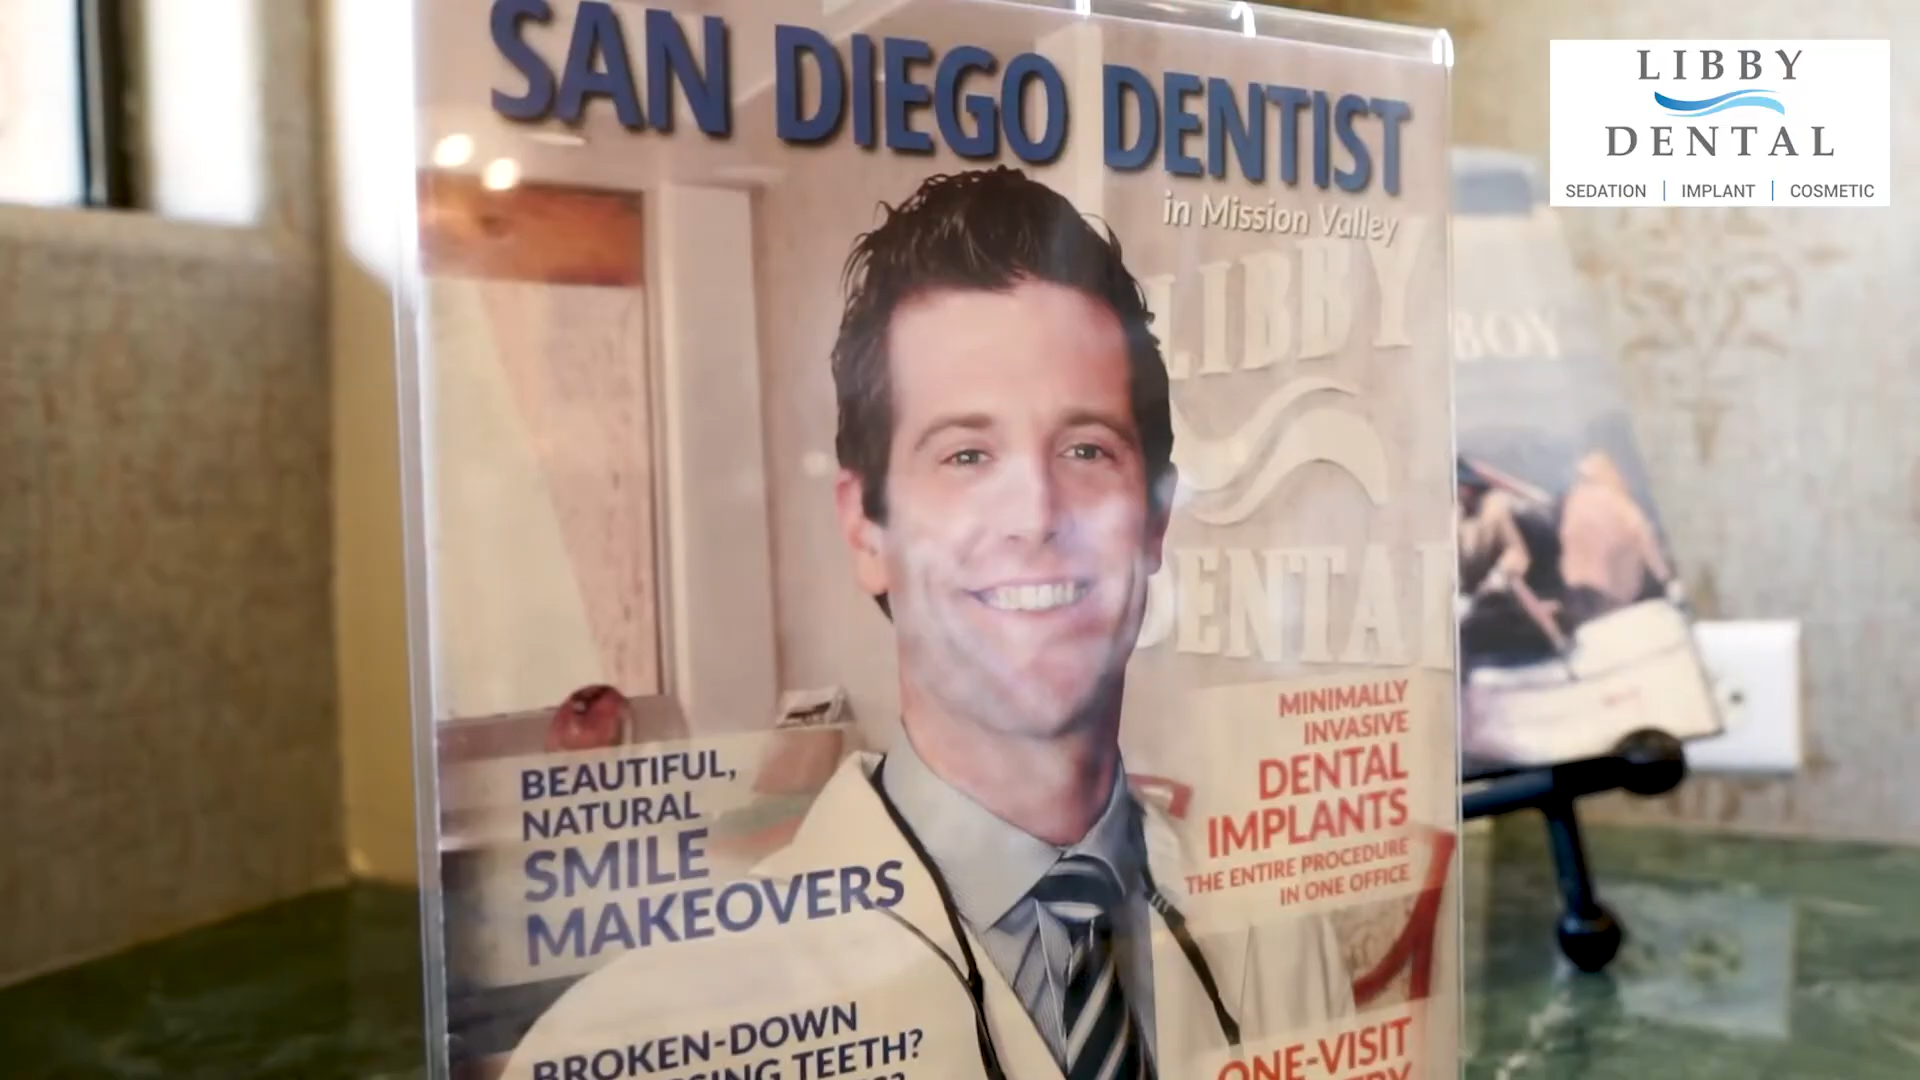 SAN DIEGO DENTIST
in Mission Valley
LIBBY
DENTAL
SEDATION | IMPLANT | COSMETIC
LIBBY
DENTAL
BOY
MINIMALLY
INVASIVE
DENTAL
IMPLANTS
THE ENTIRE PROCEDURE
IN ONE OFFICE
BEAUTIFUL,
NATURAL
SMILE
MAKEOVERS
BROKEN-DOWN
TEETH?
ONE-VISIT